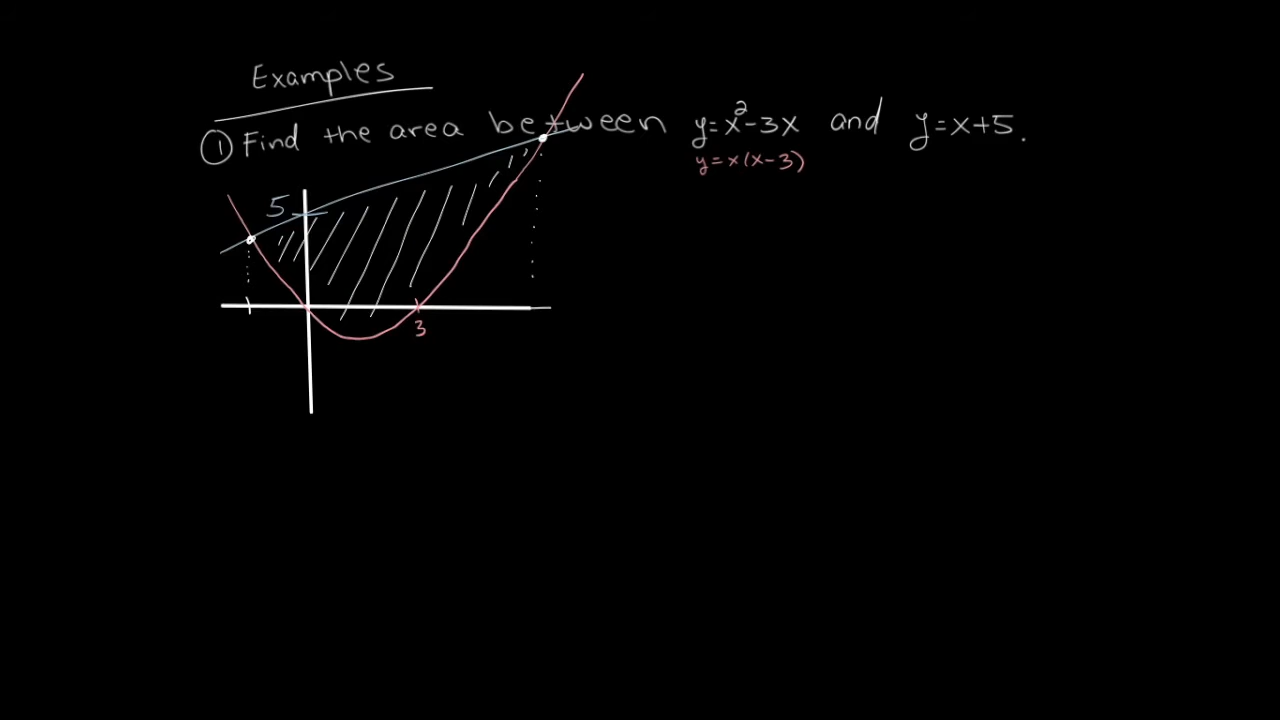 Examples
① Find the area between y=x²-3x and y=x+5.
y=x(x-3)
5
3